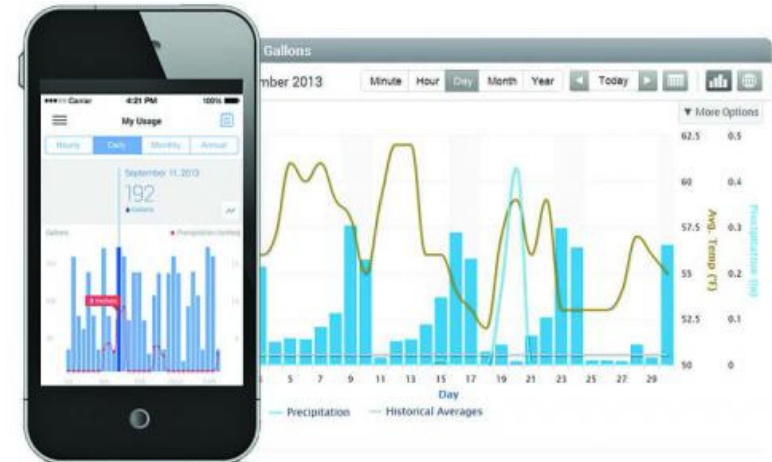 Gallons
mber 2013 Minute Hour Day Month Year Today
More Options
62.5 0.5
60 0.4
57.5 0.3
55 0.2
52.5 0.1
50 0
Avg. Temp (°F)
Precipitation (in)
5 7 9 11 13 15 17 19 21 23 25 27 29
Day
Precipitation Historical Averages
Carrier 4:21 PM 100%
My Usage
Hourly Daily Monthly Annual
September 11, 2013
192
Gallons
Gallons